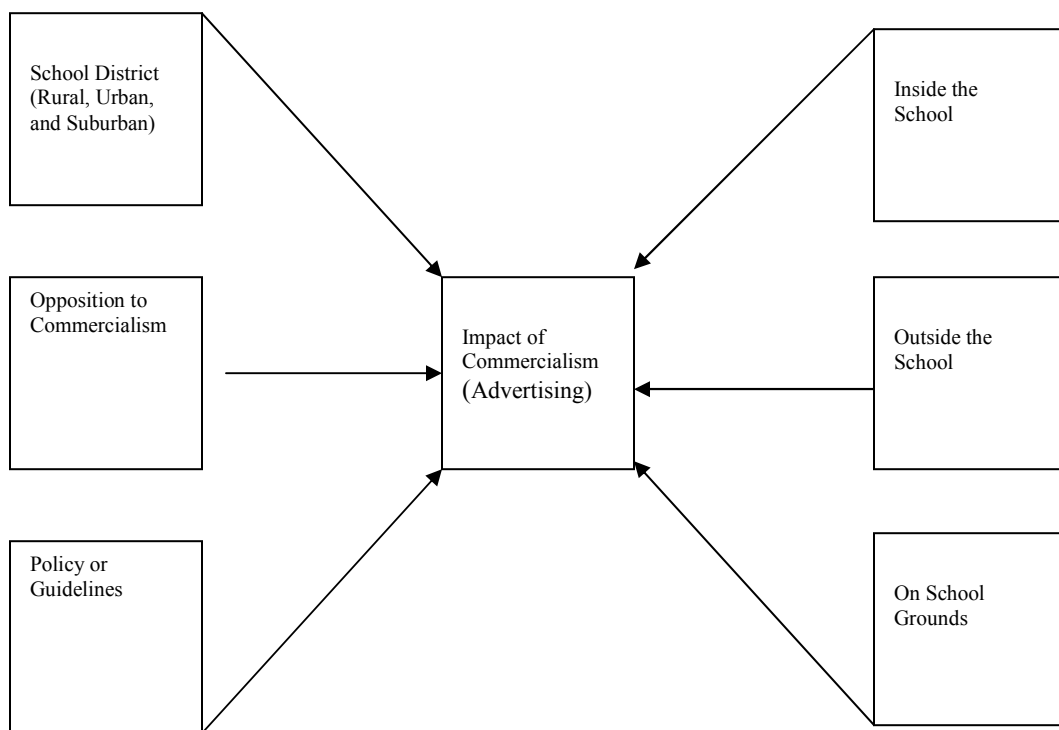 School District
(Rural, Urban,
and Suburban)
Opposition to
Commercialism
Policy or
Guidelines
Impact of
Commercialism
(Advertising)
Inside the
School
Outside the
School
On School
Grounds